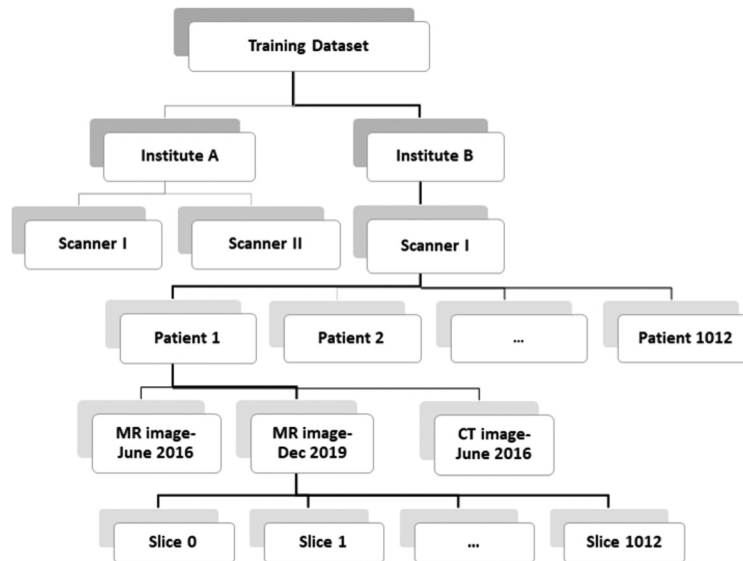 Training Dataset
Institute A
Institute B
Scanner I
Scanner II
Scanner I
Patient 1
Patient 2
...
Patient 1012
MR image-
June 2016
MR image-
Dec 2019
CT image-
June 2016
Slice 0
Slice 1
...
Slice 1012